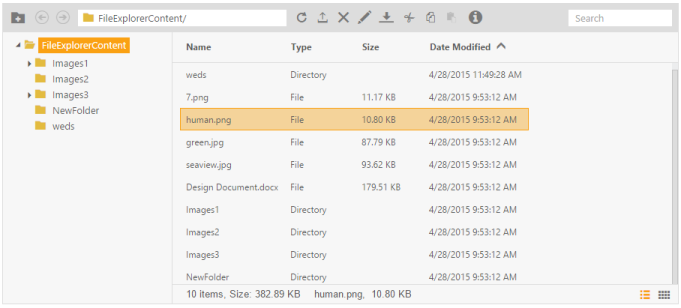 FileExplorerContent/
Search
FileExplorerContent
Images1
Images2
Images3
NewFolder
weds
Name Type Size Date Modified
weds Directory 4/28/2015 11:49:28 AM
7.png File 11.17 KB 4/28/2015 9:53:12 AM
human.png File 10.80 KB 4/28/2015 9:53:12 AM
green.jpg File 87.79 KB 4/28/2015 9:53:12 AM
seaview.jpg File 93.62 KB 4/28/2015 9:53:12 AM
Design Document.docx File 179.51 KB 4/28/2015 9:53:12 AM
Images1 Directory 4/28/2015 9:53:12 AM
Images2 Directory 4/28/2015 9:53:12 AM
Images3 Directory 4/28/2015 9:53:12 AM
NewFolder Directory 4/28/2015 9:53:12 AM
10 items, Size: 382.89 KB human.png, 10.80 KB